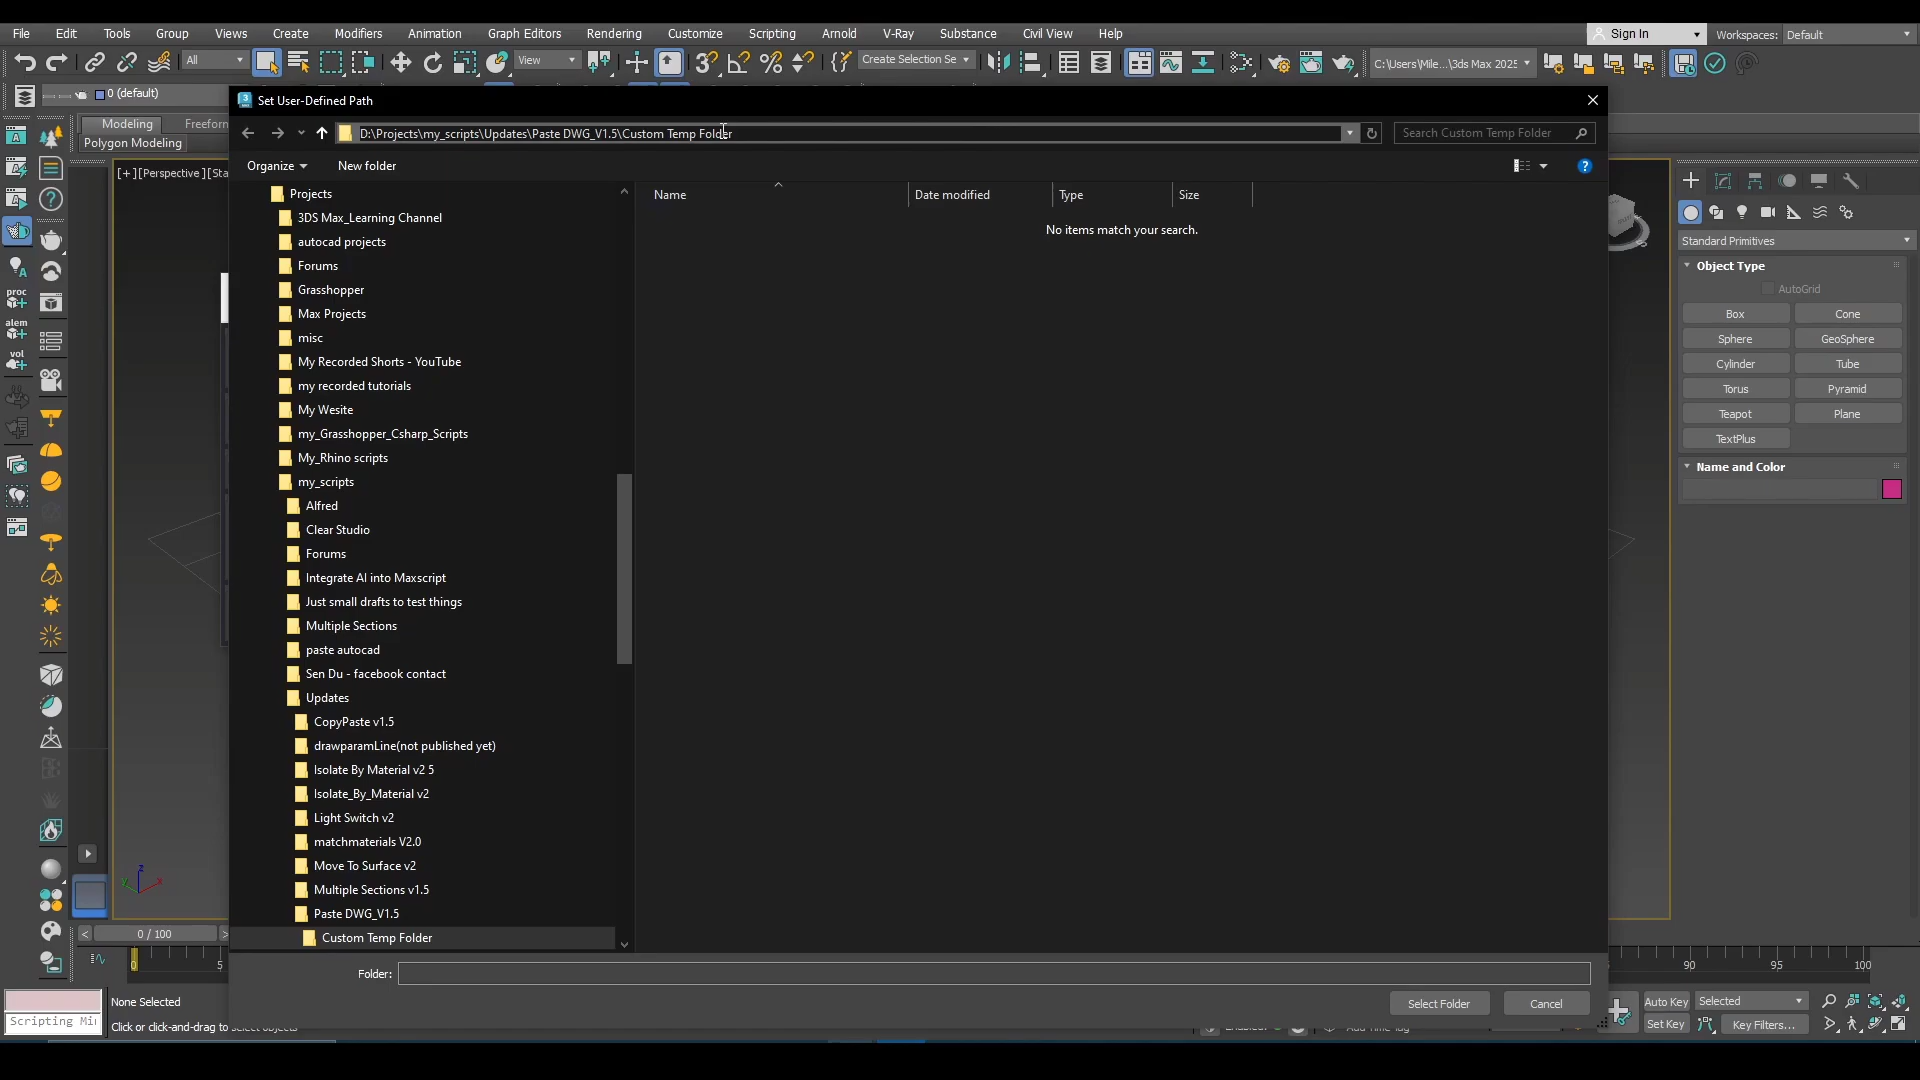 File Edit Tools Group Views Create Modifiers Animation Graph Editors Rendering Customize Scripting Arnold V-Ray Substance Civil View Help Sign In Workspaces: Default
All View Create Selection Se C:\Users\Mile...\3ds Max 2025
0 (default)
Set User-Defined Path
Modeling Freeform
D:\Projects\my_scripts\Updates\Paste DWG_V1.5\Custom Temp Folder Search Custom Temp Folder
Polygon Modeling
Organize New folder
[+] [Perspective] [Sta
Name Date modified Type Size
No items match your search.
Projects
3DS Max_Learning Channel
autocad projects
Forums
Grasshopper
Max Projects
misc
My Recorded Shorts - YouTube
my recorded tutorials
My Wesite
my_Grasshopper_Csharp_Scripts
My_Rhino scripts
my_scripts
Alfred
Clear Studio
Forums
Integrate AI into Maxscript
Just small drafts to test things
Multiple Sections
paste autocad
Sen Du - facebook contact
Updates
CopyPaste v1.5
drawparamLine(not published yet)
Isolate By Material v2 5
Isolate_By_Material v2
Light Switch v2
matchmaterials V2.0
Move To Surface v2
Multiple Sections v1.5
Paste DWG_V1.5
Custom Temp Folder
Folder:
Select Folder Cancel
Standard Primitives
Object Type
AutoGrid
Box Cone
Sphere GeoSphere
Cylinder Tube
Torus Pyramid
Teapot Plane
TextPlus
Name and Color
proc
alem
vol
z
y x
< 0 / 100 >
0 5 90 95 100
None Selected
Scripting Mi
Click or click-and-drag to select objects
Enabled: Add Time Tag
Auto Key Selected
Set Key Key Filters...